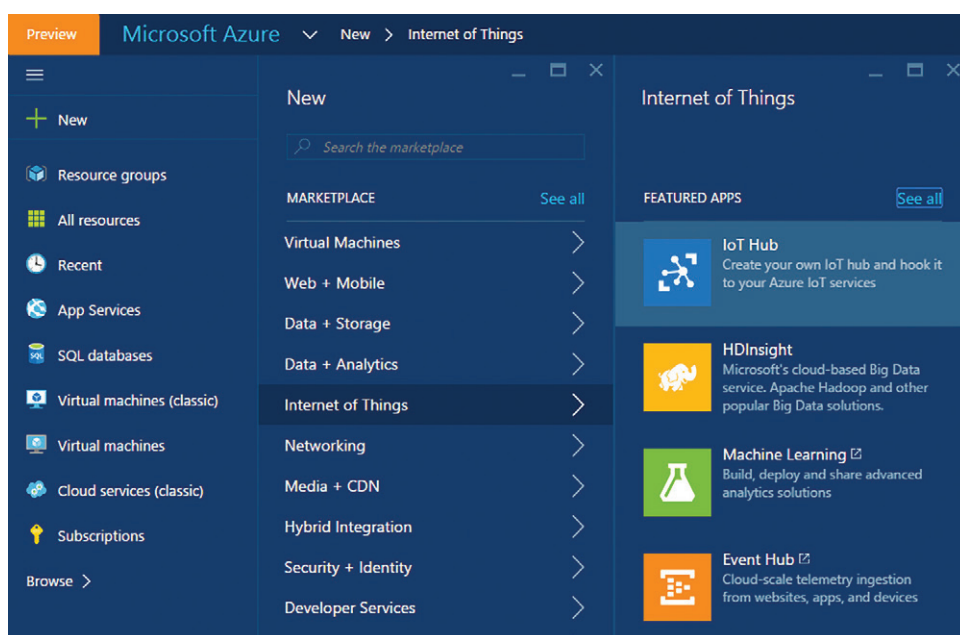 Preview
Microsoft Azure
New > Internet of Things
New
Resource groups
All resources
Recent
App Services
SQL
SQL databases
Virtual machines (classic)
Virtual machines
Cloud services (classic)
Subscriptions
Browse >
New
Search the marketplace
MARKETPLACE
See all
Virtual Machines
Web + Mobile
Data + Storage
Data + Analytics
Internet of Things
Networking
Media + CDN
Hybrid Integration
Security + Identity
Developer Services
Internet of Things
FEATURED APPS
See all
IoT Hub
Create your own IoT hub and hook it
to your Azure IoT services
HDInsight
Microsoft's cloud-based Big Data
service. Apache Hadoop and other
popular Big Data solutions.
Machine Learning
Build, deploy and share advanced
analytics solutions
Event Hub
Cloud-scale telemetry ingestion
from websites, apps, and devices